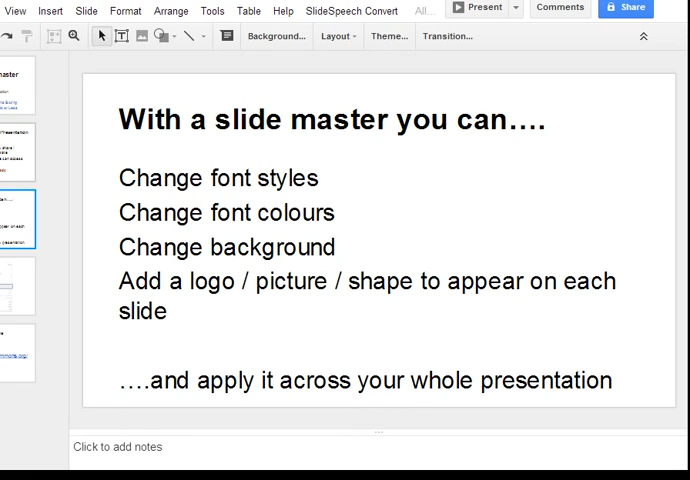 View Insert Slide Format Arrange Tools Table Help SlideSpeech Convert All...
Present Comments Share
Background... Layout Theme... Transition...
With a slide master you can....
Change font styles
Change font colours
Change background
Add a logo / picture / shape to appear on each
slide
....and apply it across your whole presentation
Click to add notes